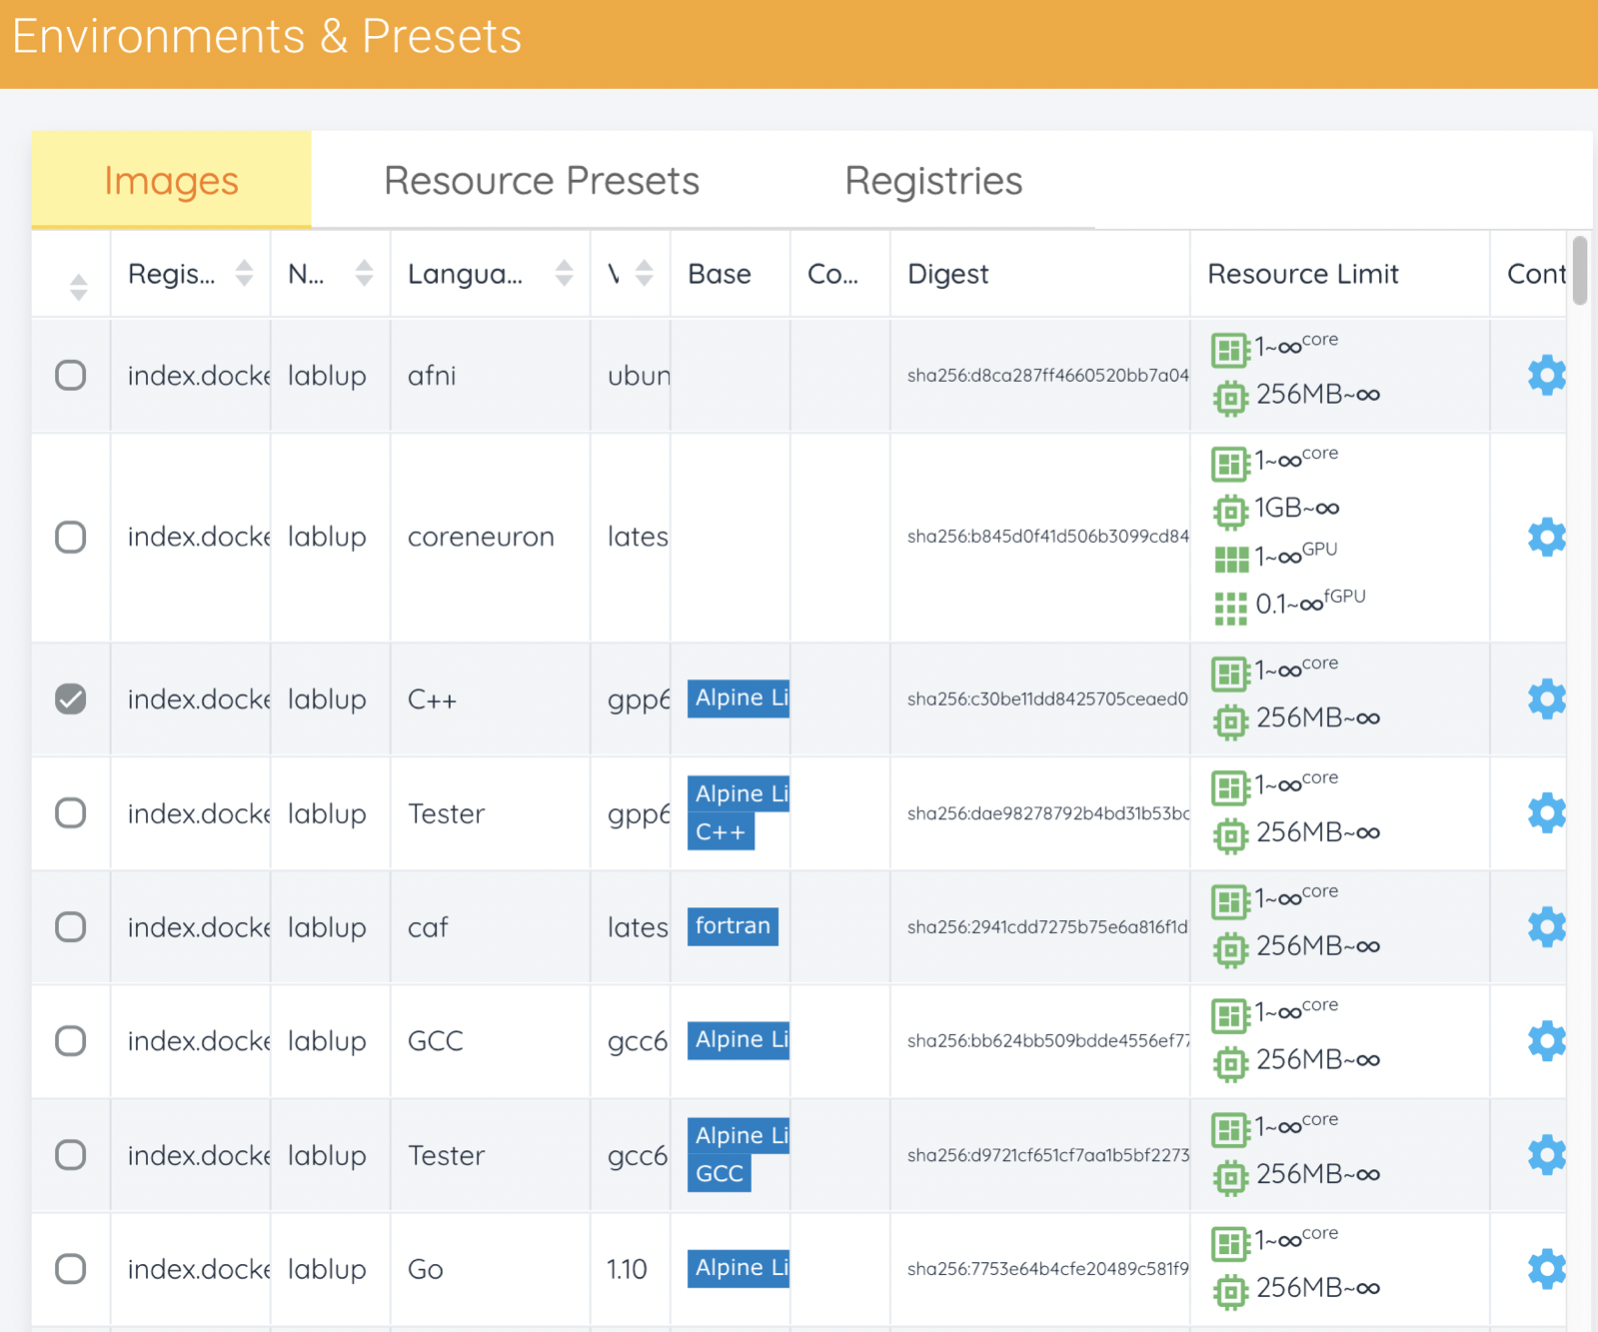 Environments & Presets
Images Resource Presets Registries
Regis... N... Langua... Base Co... Digest Resource Limit Cont
index.docke lablup afni ubun sha256:d8ca287ff4660520bb7a04 1~∞core
256MB~∞
index.docke lablup coreneuron lates sha256:b845d0f41d506b3099cd84 1~∞core
1GB~∞
1~∞GPU
0.1~∞fGPU
index.docke lablup C++ gpp6 Alpine Li sha256:c30be11dd8425705ceaed0 1~∞core
256MB~∞
index.docke lablup Tester gpp6 Alpine Li sha256:dae98278792b4bd31b53bc 1~∞core
C++ 256MB~∞
index.docke lablup caf lates fortran sha256:2941cdd7275b75e6a816f1d 1~∞core
256MB~∞
index.docke lablup GCC gcc6 Alpine Li sha256:bb624bb509bdde4556ef77 1~∞core
256MB~∞
index.docke lablup Tester gcc6 Alpine Li sha256:d9721cf651cf7aa1b5bf2273 1~∞core
GCC 256MB~∞
index.docke lablup Go 1.10 Alpine Li sha256:7753e64b4cfe20489c581f9 1~∞core
256MB~∞